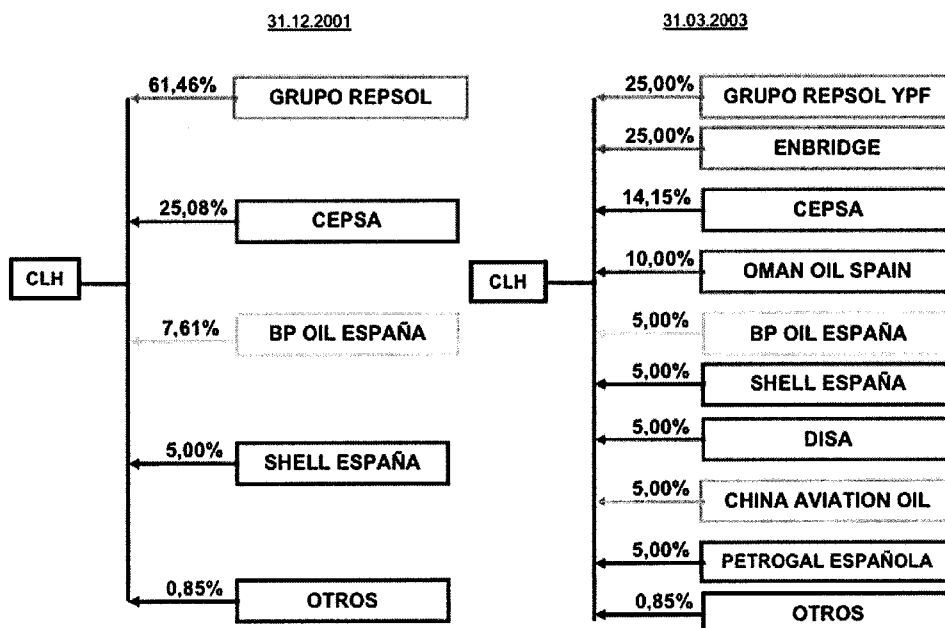 31.12.2001
61,46%
GRUPO REPSOL
25,08%
CEPSA
CLH
7,61%
BP OIL ESPAÑA
5,00%
SHELL ESPAÑA
0,85%
OTROS
31.03.2003
25,00%
GRUPO REPSOL YPF
25,00%
ENBRIDGE
14,15%
CEPSA
CLH
10,00%
OMAN OIL SPAIN
5,00%
BP OIL ESPAÑA
5,00%
SHELL ESPAÑA
5,00%
DISA
5,00%
CHINA AVIATION OIL
5,00%
PETROGAL ESPAÑOLA
0,85%
OTROS